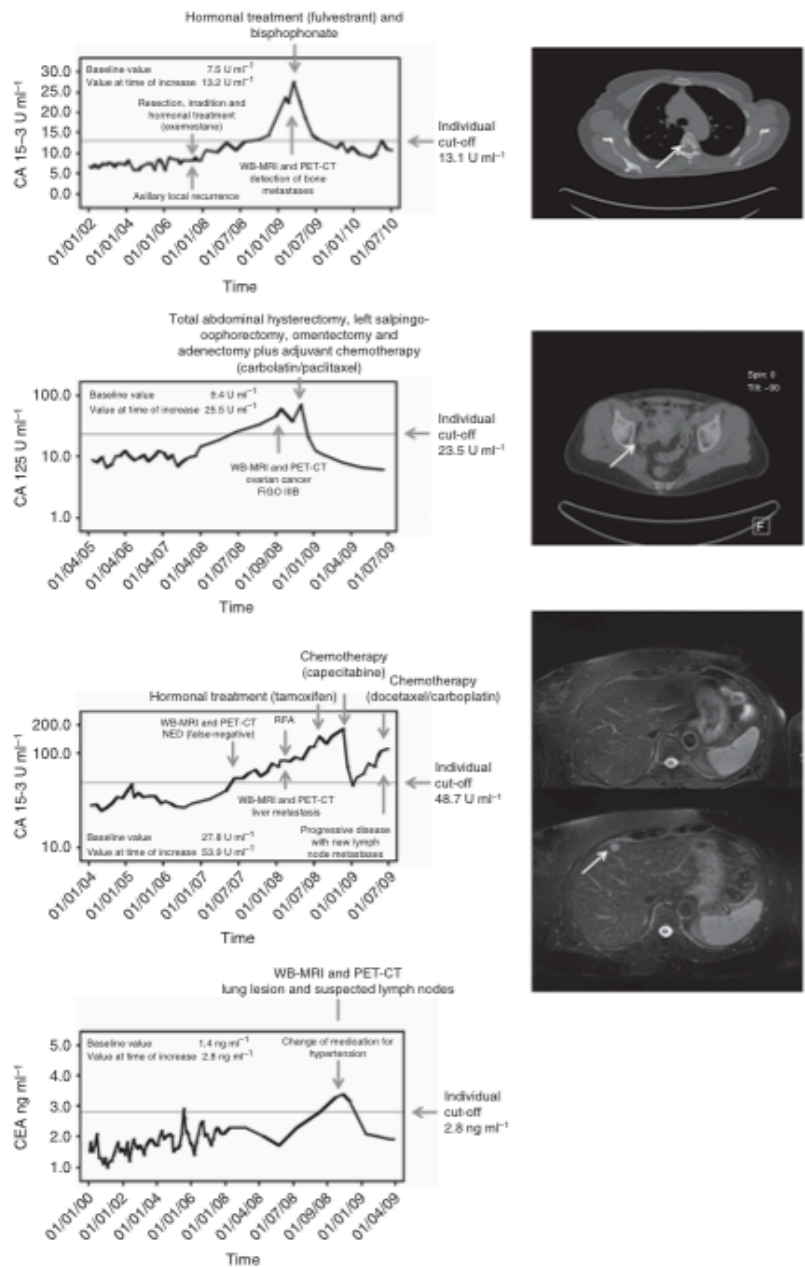 Hormonal treatment (fulvestrant) and
bisphophonate
CA 15–3 U ml⁻¹
30.0
25.0
20.0
15.0
10.0
5.0
0.0
Baseline value 7.5 U ml⁻¹
Value at time of increase 13.2 U ml⁻¹
Resection, irradition and
hormonal treatment
(exemestane)
Axillary local recurrence
WB-MRI and PET-CT
detection of bone
metastases
Individual
cut-off
13.1 U ml⁻¹
01/01/02
01/01/04
01/01/06
01/01/08
01/07/08
01/01/09
01/07/09
01/01/10
01/07/10
Time
Total abdominal hysterectomy, left salpingo-
oophorectomy, omentectomy and
adenectomy plus adjuvant chemotherapy
(carbolatin/paclitaxel)
CA 125 U ml⁻¹
100.0
10.0
1.0
Baseline value 9.4 U ml⁻¹
Value at time of increase 25.5 U ml⁻¹
WB-MRI and PET-CT
ovarian cancer
FiGO IIIB
Individual
cut-off
23.5 U ml⁻¹
01/04/05
01/04/06
01/04/07
01/04/08
01/07/08
01/09/08
01/01/09
01/04/09
01/07/09
Time
Spin: 0
Tilt: –90
F
Chemotherapy
(capecitabine)
Hormonal treatment (tamoxifen)
Chemotherapy
(docetaxel/carboplatin)
CA 15-3 U ml⁻¹
200.0
100.0
10.0
WB-MRI and PET-CT
NED (false-negative)
RFA
WB-MRI and PET-CT
liver metastasis
Progressive disease
with new lymph
node metastases
Baseline value 27.8 U ml⁻¹
Value at time of increase 53.9 U ml⁻¹
Individual
cut-off
48.7 U ml⁻¹
01/01/04
01/01/05
01/01/06
01/01/07
01/07/07
01/01/08
01/07/08
01/01/09
01/07/09
Time
WB-MRI and PET-CT
lung lesion and suspected lymph nodes
CEA ng ml⁻¹
5.0
4.0
3.0
2.0
1.0
Baseline value 1.4 ng ml⁻¹
Value at time of increase 2.8 ng ml⁻¹
Change of medication for
hypertension
Individual
cut-off
2.8 ng ml⁻¹
01/01/00
01/01/02
01/01/04
01/01/06
01/01/08
01/04/08
01/07/08
01/09/08
01/01/09
01/04/09
Time